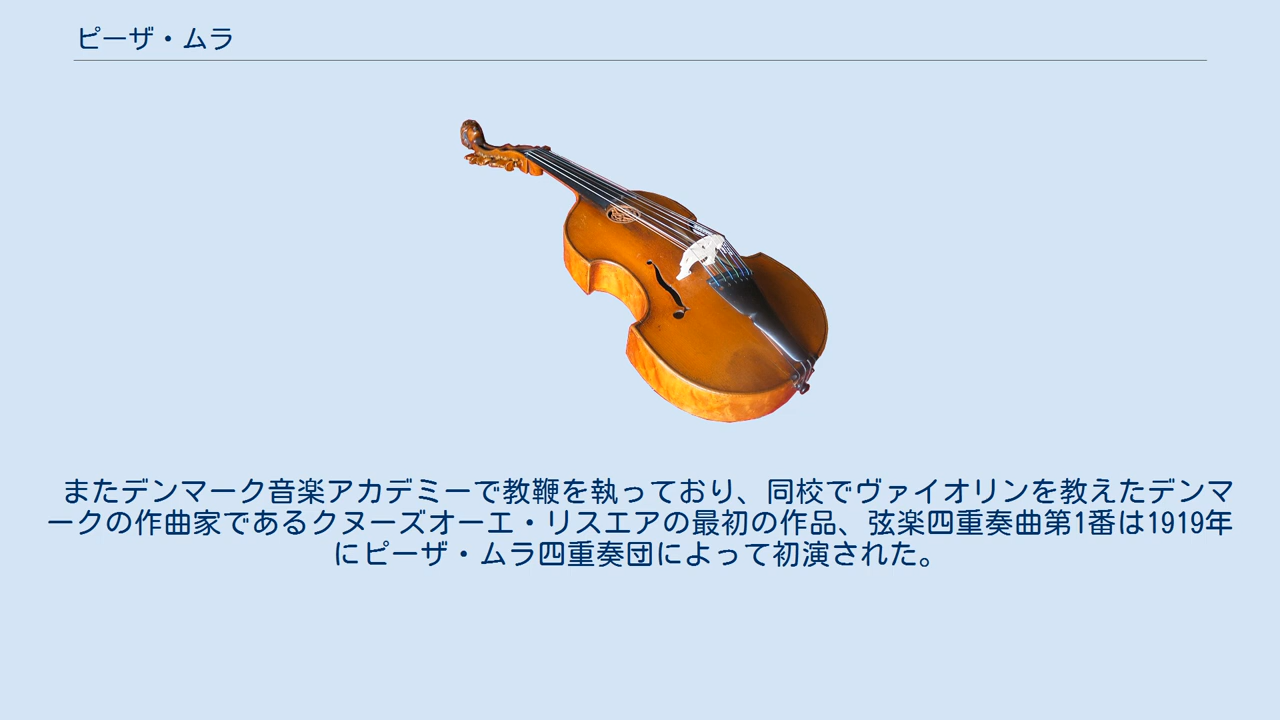 ピーザ・ムラ
またデンマーク音楽アカデミーで教鞭を執っており、同校でヴァイオリンを教えたデンマ
ークの作曲家であるクヌーズオーエ・リスエアの最初の作品、弦楽四重奏曲第1番は1919年
にピーザ・ムラ四重奏団によって初演された。